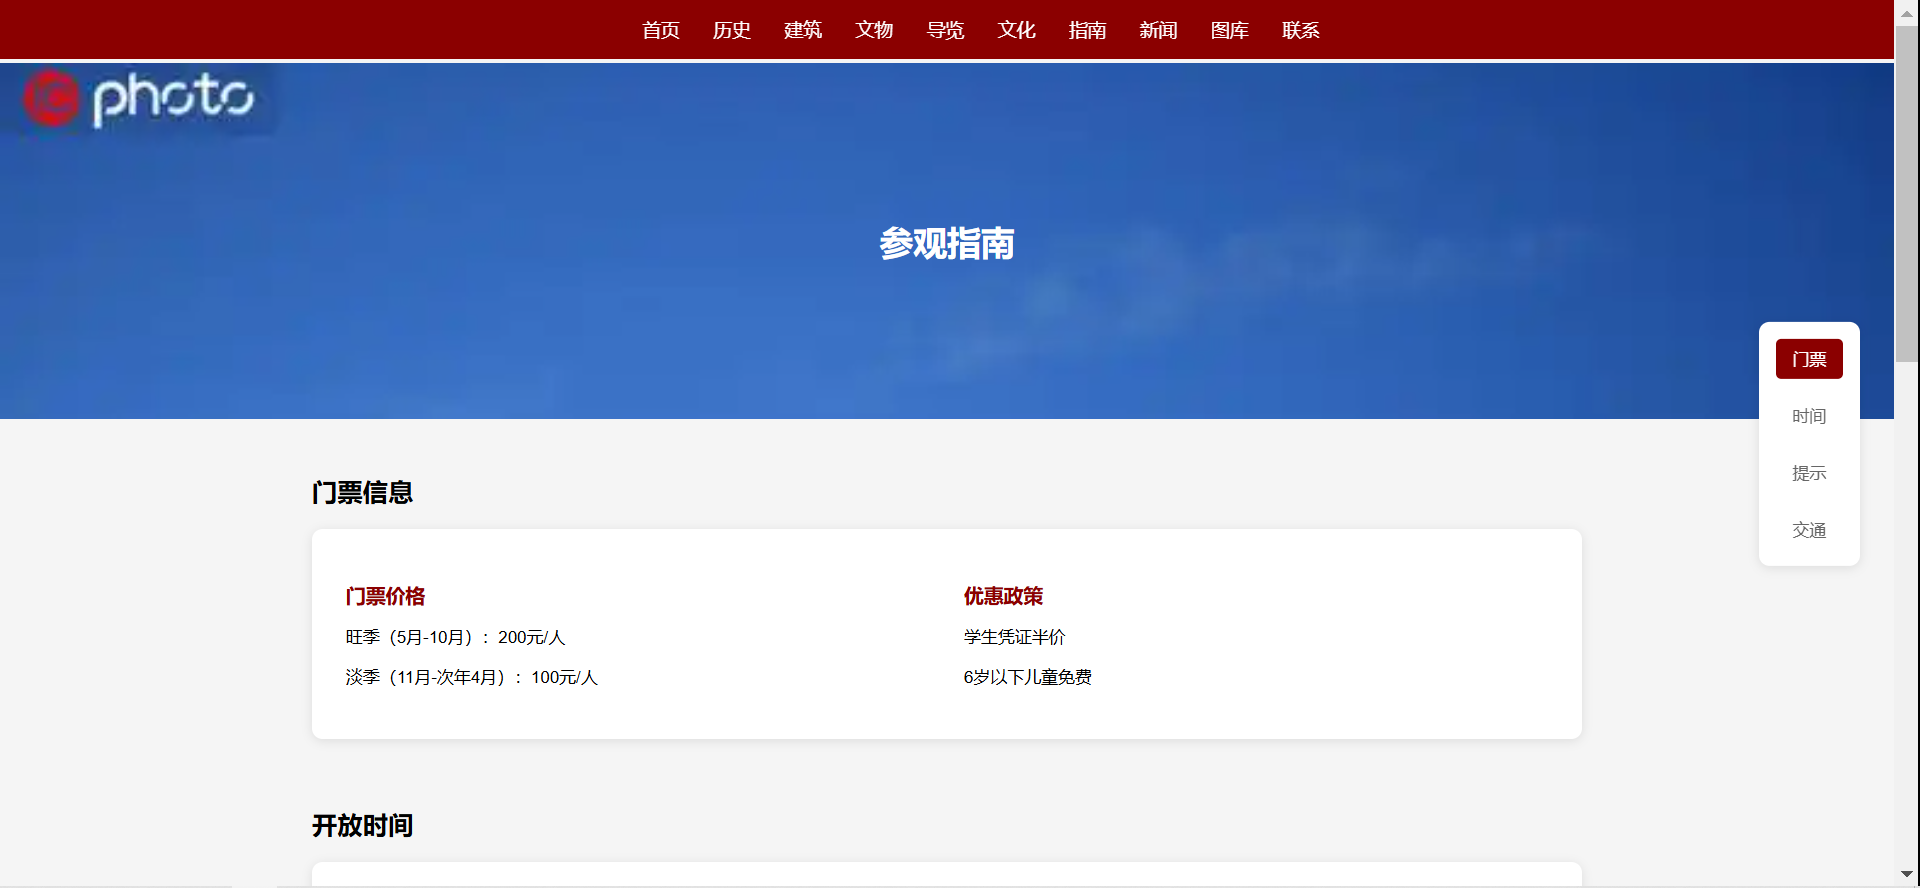 首页 历史 建筑 文物 导览 文化 指南 新闻 图库 联系
IC photo
参观指南
门票
时间
提示
交通
门票信息
门票价格
旺季（5月-10月）：200元/人
淡季（11月-次年4月）：100元/人
优惠政策
学生凭证半价
6岁以下儿童免费
开放时间